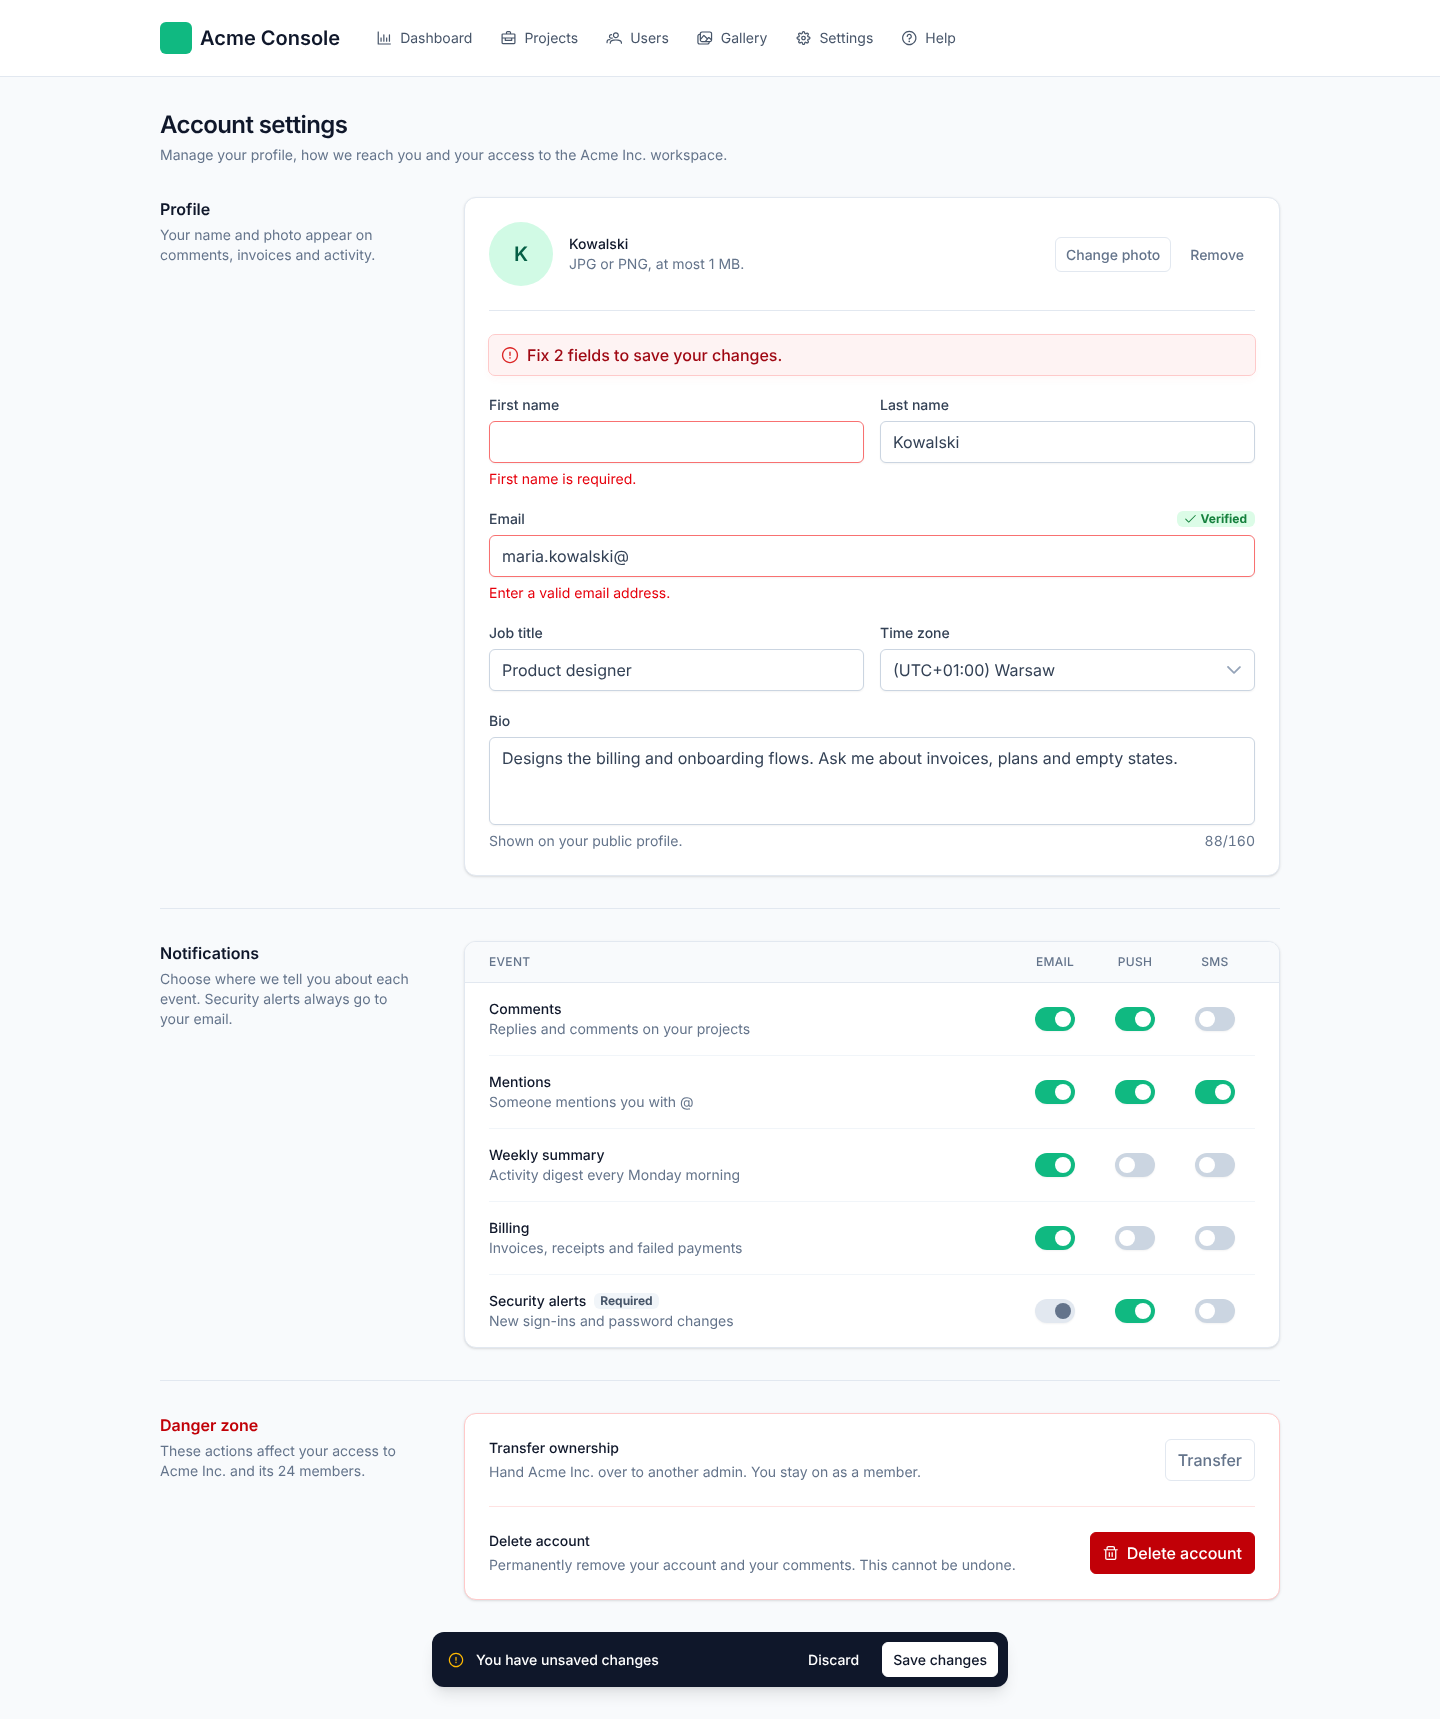 Acme Console
Dashboard
Projects
Users
Gallery
Settings
Help
Account settings
Manage your profile, how we reach you and your access to the Acme Inc. workspace.
Profile
Your name and photo appear on
comments, invoices and activity.
K
Kowalski
JPG or PNG, at most 1 MB.
Change photo
Remove
Fix 2 fields to save your changes.
First name
Last name
Kowalski
First name is required.
Email
Verified
maria.kowalski@
Enter a valid email address.
Job title
Time zone
Product designer
(UTC+01:00) Warsaw
Bio
Designs the billing and onboarding flows. Ask me about invoices, plans and empty states.
Shown on your public profile.
88/160
Notifications
Choose where we tell you about each
event. Security alerts always go to
your email.
EVENT
EMAIL
PUSH
SMS
Comments
Replies and comments on your projects
Mentions
Someone mentions you with @
Weekly summary
Activity digest every Monday morning
Billing
Invoices, receipts and failed payments
Security alerts
Required
New sign-ins and password changes
Danger zone
These actions affect your access to
Acme Inc. and its 24 members.
Transfer ownership
Hand Acme Inc. over to another admin. You stay on as a member.
Transfer
Delete account
Permanently remove your account and your comments. This cannot be undone.
Delete account
You have unsaved changes
Discard
Save changes